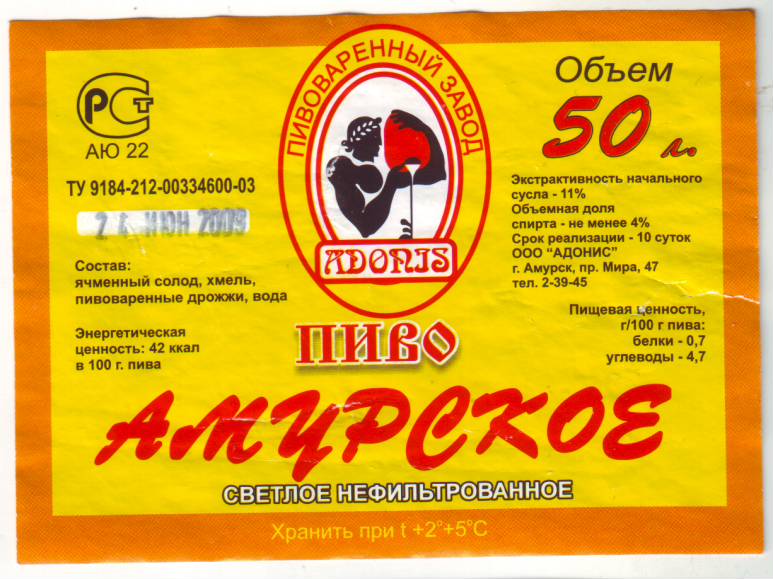 ПИВОВАРЕННЫЙ ЗАВОД
ADONIS
РСТ
АЮ 22
ТУ 9184-212-00334600-03
ИЮН 2009
Состав:
ячменный солод, хмель,
пивоваренные дрожжи, вода
Энергетическая
ценность: 42 ккал
в 100 г. пива
Объем
50 л.
Экстрактивность начального
сусла - 11%
Объемная доля
спирта - не менее 4%
Срок реализации - 10 суток
ООО "АДОНИС"
г. Амурск, пр. Мира, 47
тел. 2-39-45
Пищевая ценность,
г/100 г пива:
белки - 0,7
углеводы - 4,7
ПИВО
АМУРСКОЕ
СВЕТЛОЕ НЕФИЛЬТРОВАННОЕ
Хранить при t +2°+5°С